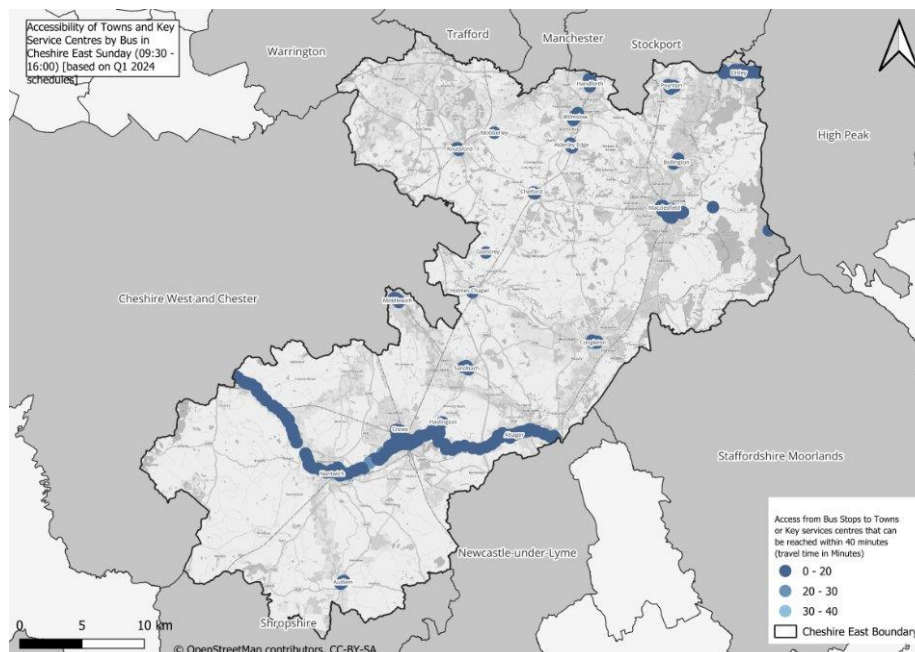 Accessibility of Towns and Key
Service Centres by Bus in
Cheshire East Sunday (09:30 -
16:00) [based on Q1 2024
schedules]
Trafford
Manchester
Stockport
Warrington
High Peak
Disley
Poynton
Handforth
Wilmslow
Mobberley
Knutsford
Alderley Edge
Bollington
Chelford
Macclesfield
Goostrey
Holmes Chapel
Cheshire West and Chester
Middlewich
Congleton
Sandbach
Haslington
Crewe
Alsager
Nantwich
Staffordshire Moorlands
Newcastle-under-Lyme
Audlem
Shropshire
Access from Bus Stops to Towns
or Key services centres that can
be reached within 40 minutes
(travel time in Minutes)
0 - 20
20 - 30
30 - 40
Cheshire East Boundary
0 5 10 km
© OpenStreetMap contributors, CC-BY-SA